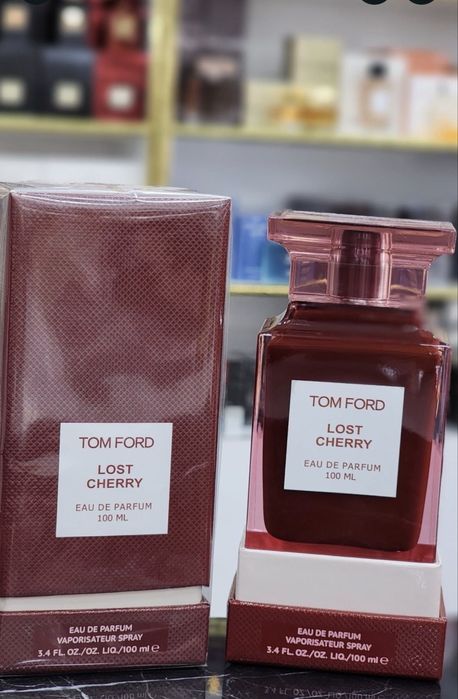 TOM FORD
LOST
CHERRY
EAU DE PARFUM
100 ML
EAU DE PARFUM
VAPORISATEUR SPRAY
3.4 FL.OZ./OZ. LIQ./100 ml e
TOM FORD
LOST
CHERRY
EAU DE PARFUM
100 ML
EAU DE PARFUM
VAPORISATEUR SPRAY
3.4 FL.OZ./OZ. LIQ./100 ml e